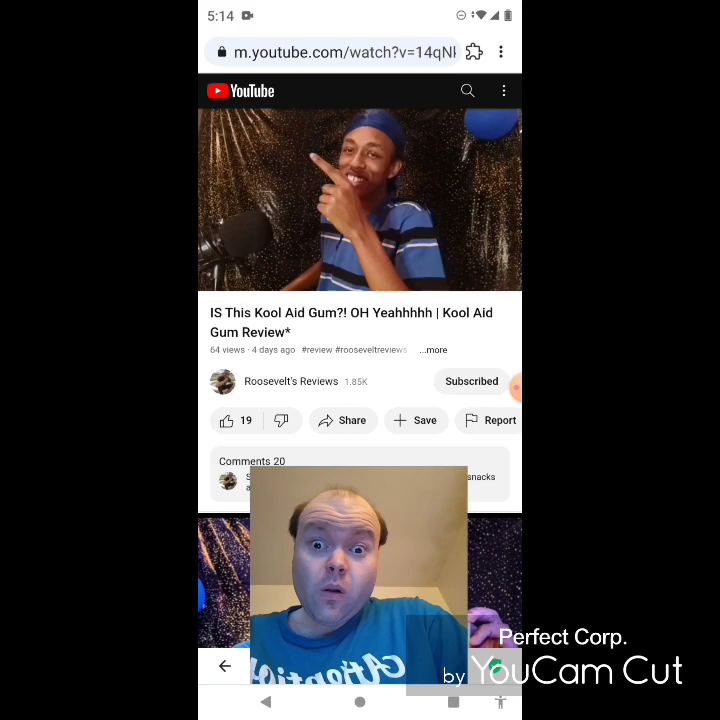 5:14
m.youtube.com/watch?v=14qN
YouTube
IS This Kool Aid Gum?! OH Yeahhhhh | Kool Aid
Gum Review*
64 views · 4 days ago #review #rooseveltreviews ...more
Roosevelt's Reviews 1.85K Subscribed
19 Share Save Report
Comments 20
snacks
Attention
Perfect Corp.
by YouCam Cut